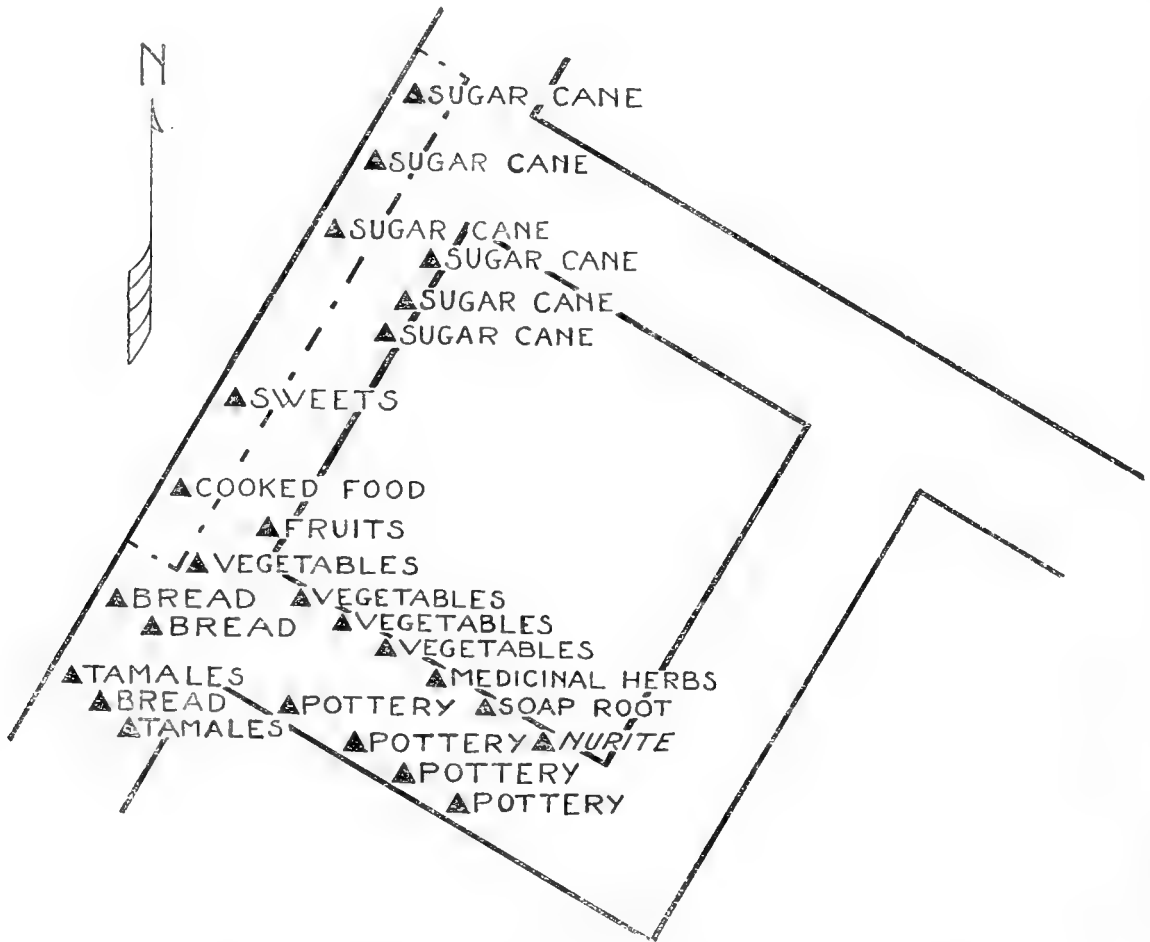 N
SUGAR CANE
SUGAR CANE
SUGAR CANE
SUGAR CANE
SUGAR CANE
SUGAR CANE
SWEETS
COOKED FOOD
FRUITS
VEGETABLES
BREAD
VEGETABLES
BREAD
VEGETABLES
VEGETABLES
TAMALES
MEDICINAL HERBS
BREAD
POTTERY
SOAP ROOT
TAMALES
POTTERY
NURITE
POTTERY
POTTERY